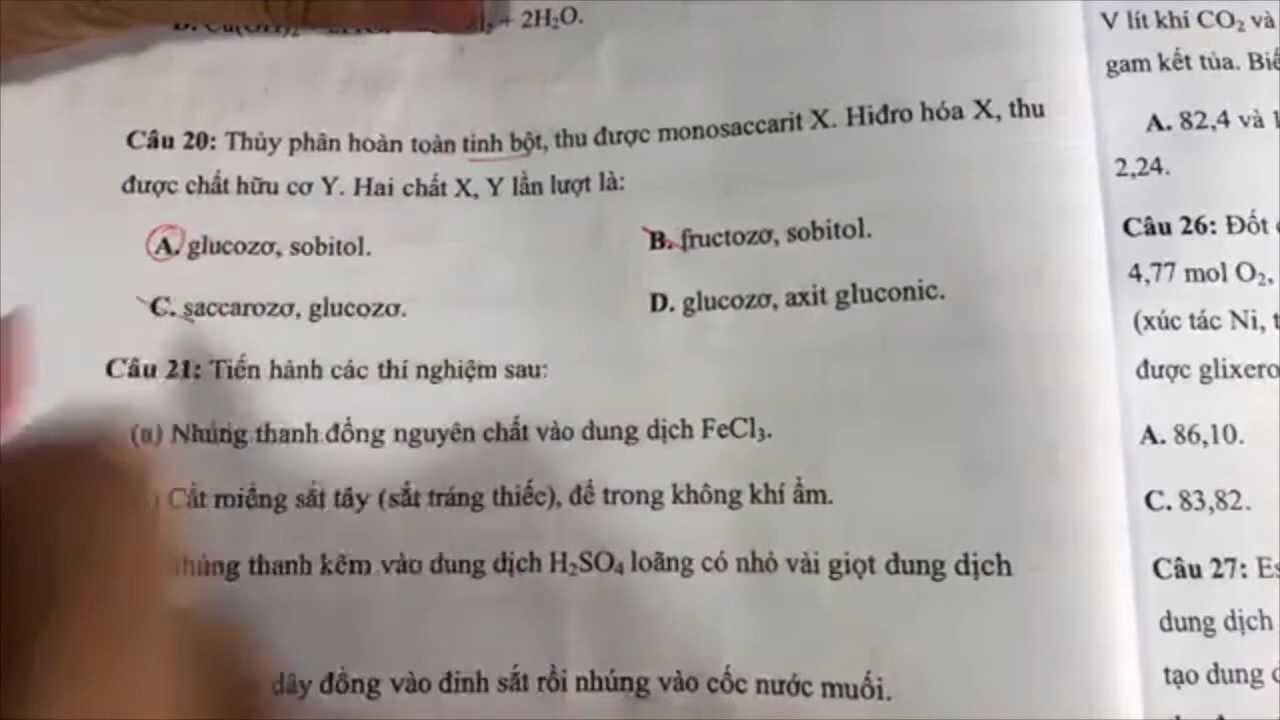 + 2H₂O.
Câu 20: Thủy phân hoàn toàn tinh bột, thu được monosaccarit X. Hiđro hóa X, thu
được chất hữu cơ Y. Hai chất X, Y lần lượt là:
A. glucozơ, sobitol.
B. fructozơ, sobitol.
C. saccarozơ, glucozơ.
D. glucozơ, axit gluconic.
Câu 21: Tiến hành các thí nghiệm sau:
(a) Nhúng thanh đồng nguyên chất vào dung dịch FeCl₃.
Cắt miếng sắt tây (sắt tráng thiếc), để trong không khí ẩm.
thanh kẽm vào dung dịch H₂SO₄ loãng có nhỏ vài giọt dung dịch
dây đồng vào đinh sắt rồi nhúng vào cốc nước muối.
V lít khí CO₂ và
gam kết tủa.
A. 82,4 và
2,24.
Câu 26: Đốt
4,77 mol O₂,
(xúc tác Ni,
được
A. 86,10.
C. 83,82.
Câu 27:
dung dịch
tạo dung